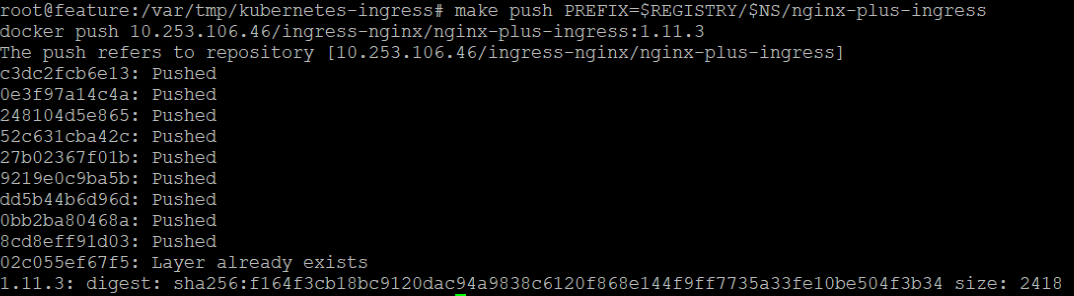 root@feature:/var/tmp/kubernetes-ingress# make push PREFIX=$REGISTRY/$NS/nginx-plus-ingress
docker push 10.253.106.46/ingress-nginx/nginx-plus-ingress:1.11.3
The push refers to repository [10.253.106.46/ingress-nginx/nginx-plus-ingress]
c3dc2fcb6e13: Pushed
0e3f97a14c4a: Pushed
248104d5e865: Pushed
52c631cba42c: Pushed
27b02367f01b: Pushed
9219e0c9ba5b: Pushed
dd5b44b6d96d: Pushed
0bb2ba80468a: Pushed
8cd8eff91d03: Pushed
02c055ef67f5: Layer already exists
1.11.3: digest: sha256:f164f3cb18bc9120dac94a9838c6120f868e144f9ff7735a33fe10be504f3b34 size: 2418